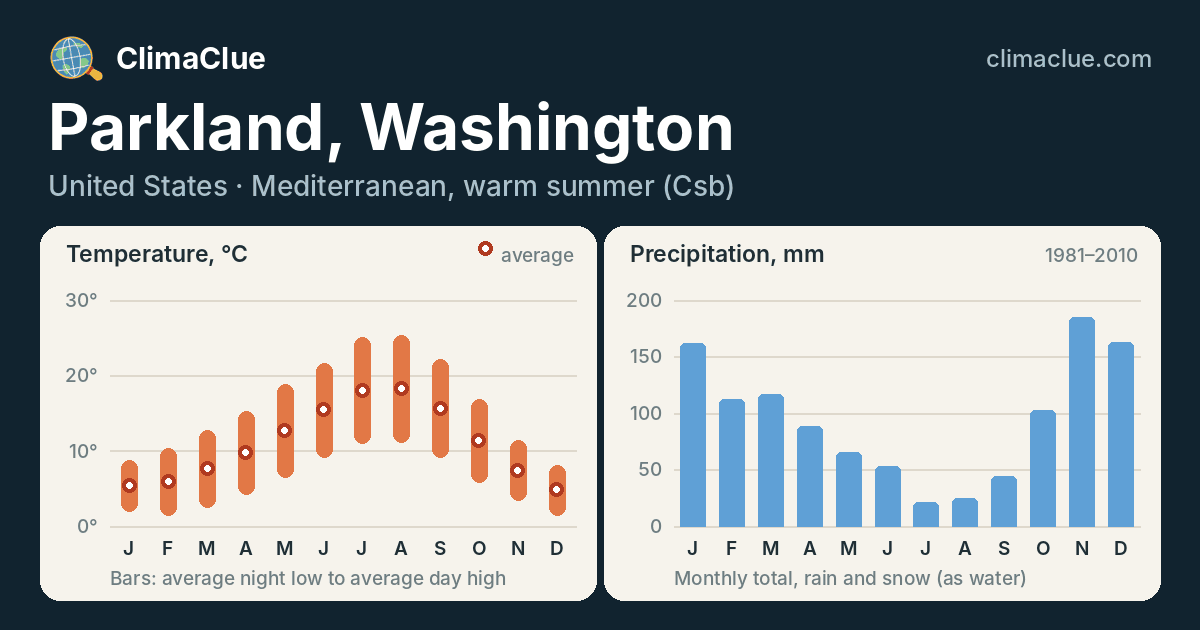 ClimaClue
climaclue.com
Parkland, Washington
United States · Mediterranean, warm summer (Csb)
Temperature, °C
average
30°
20°
10°
0°
J F M A M J J A S O N D
Bars: average night low to average day high
Precipitation, mm
1981–2010
200
150
100
50
0
J F M A M J J A S O N D
Monthly total, rain and snow (as water)